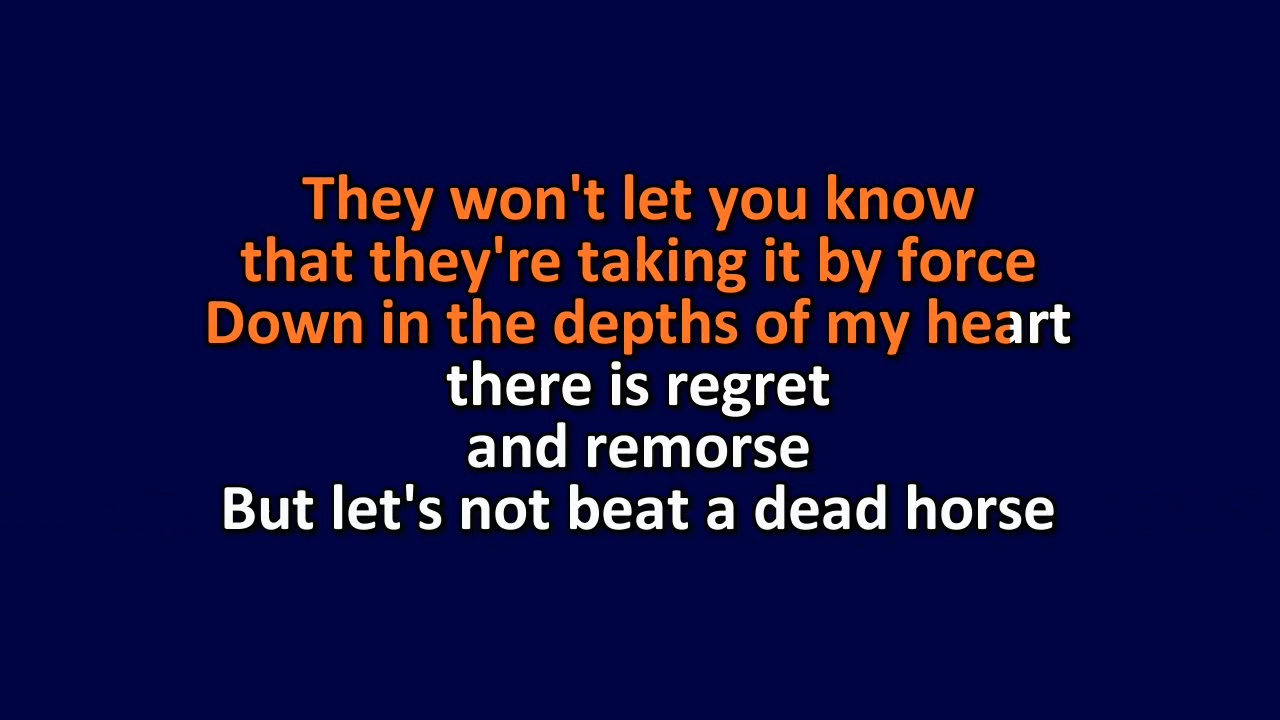 They won't let you know
that they're taking it by force
Down in the depths of my heart
there is regret
and remorse
But let's not beat a dead horse